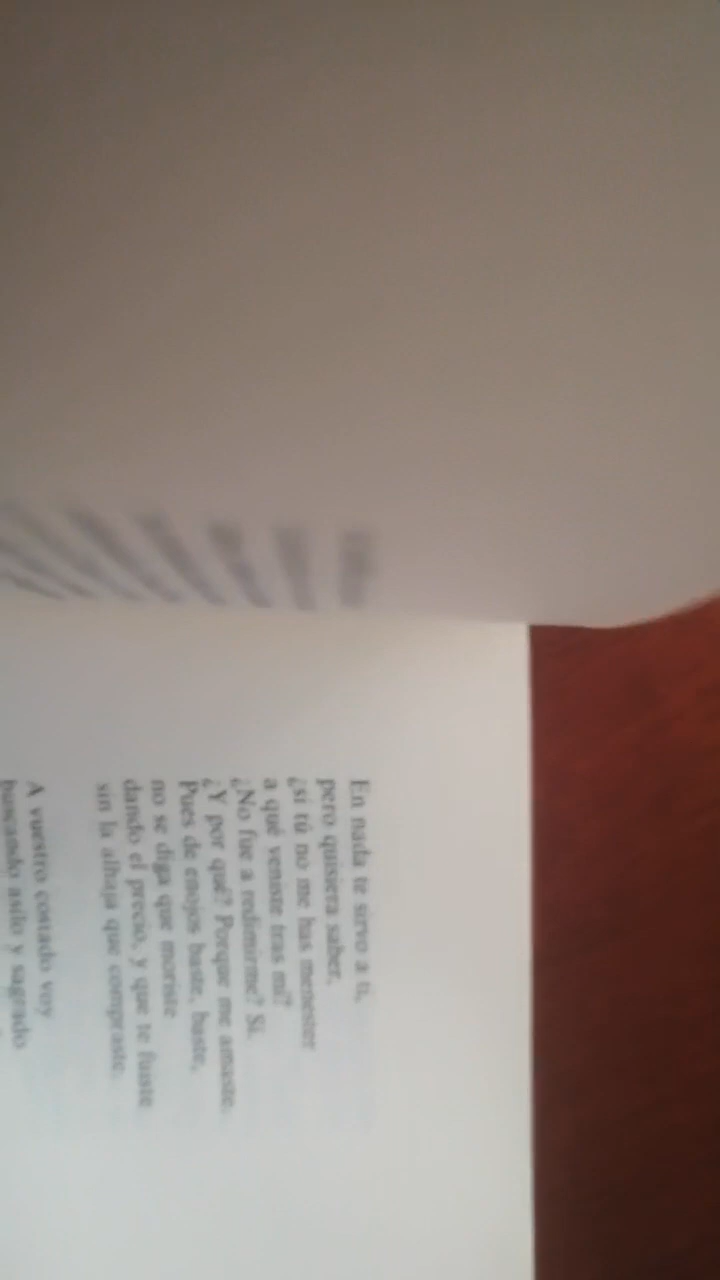 En nada te sirvo a ti,
pero quisiera saber,
¿si tú no me has menester
a qué veniste tras mí?
¿No fue a redimirme? Sí.
¿Y por qué? Porque me amaste.
Pues de enojos baste, baste,
no se diga que moriste
dando el precio, y que te fuiste
sin la alhaja que compraste.
A vuestro costado voy
buscando asilo y sagrado